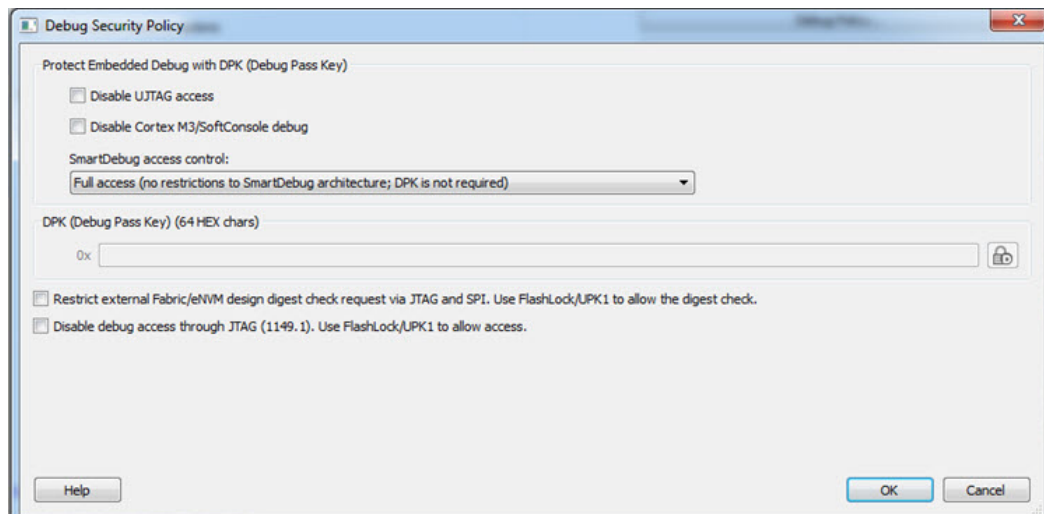 Debug Security Policy
Protect Embedded Debug with DPK (Debug Pass Key)
Disable UJTAG access
Disable Cortex M3/SoftConsole debug
SmartDebug access control:
Full access (no restrictions to SmartDebug architecture; DPK is not required)
DPK (Debug Pass Key) (64 HEX chars)
0x
Restrict external Fabric/eNVM design digest check request via JTAG and SPI. Use FlashLock/UPK1 to allow the digest check.
Disable debug access through JTAG (1149.1). Use FlashLock/UPK1 to allow access.
Help
OK
Cancel